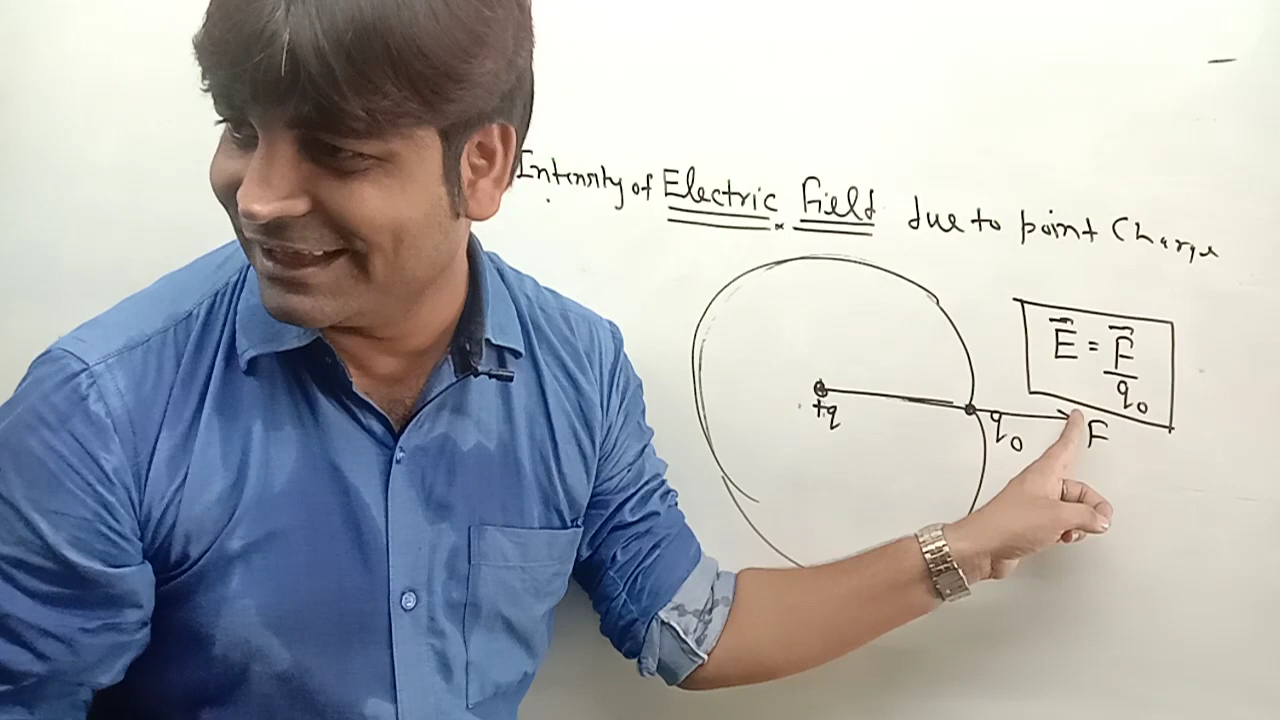 Intensity of Electric Field due to point Charge
E⃗ = F⃗/q₀
+q
q₀
F